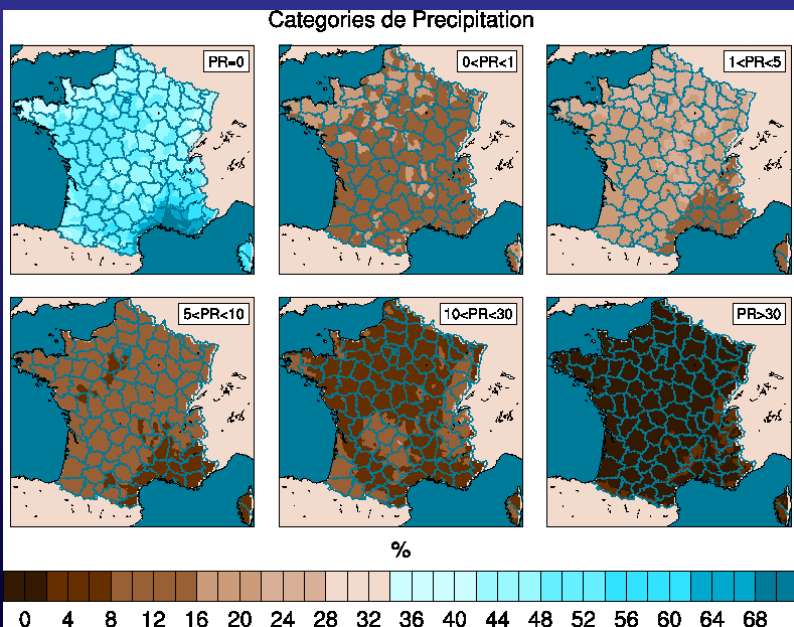 Categories de Precipitation
PR=0
0<PR<1
1<PR<5
5<PR<10
10<PR<30
PR>30
%
0 4 8 12 16 20 24 28 32 36 40 44 48 52 56 60 64 68